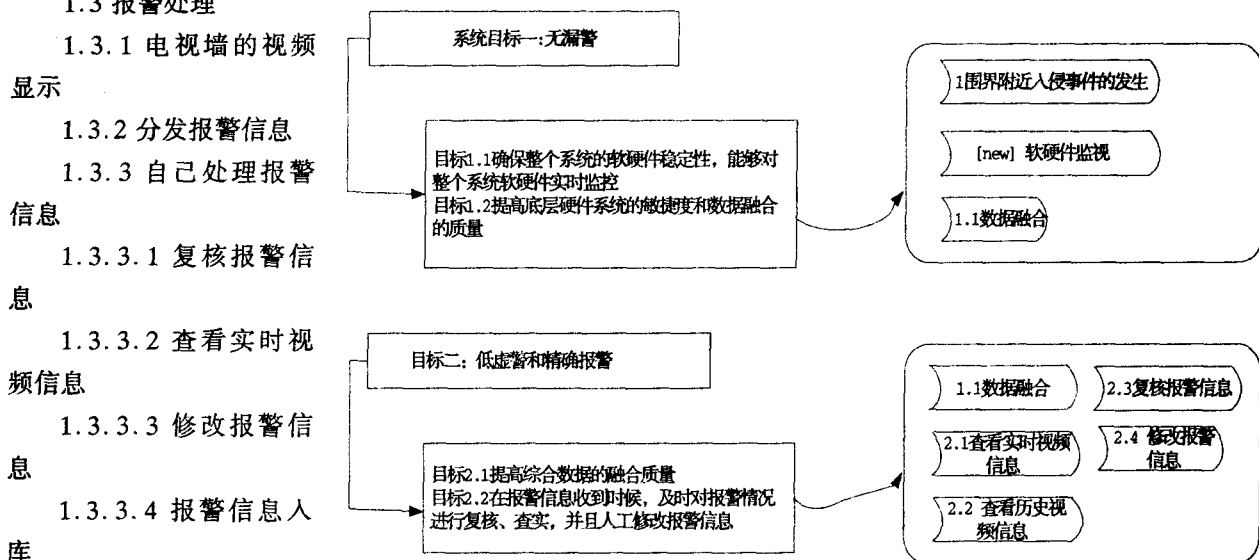 1.3 报警处理
1.3.1 电视墙的视频
显示
1.3.2 分发报警信息
1.3.3 自己处理报警
信息
1.3.3.1 复核报警信
息
1.3.3.2 查看实时视
频信息
1.3.3.3 修改报警信
息
1.3.3.4 报警信息入
库
系统目标一:无漏警
目标1.1确保整个系统的软硬件稳定性，能够对
整个系统软硬件实时监控
目标1.2提高底层硬件系统的敏捷度和数据融合
的质量
1围界附近入侵事件的发生
[new] 软硬件监视
1.1数据融合
目标二：低虚警和精确报警
目标2.1提高综合数据的融合质量
目标2.2在报警信息收到时候，及时对报警情况
进行复核、查实，并且人工修改报警信息
1.1数据融合
2.3复核报警信息
2.1查看实时视频
信息
2.4 修改报警
信息
2.2 查看历史视
频信息